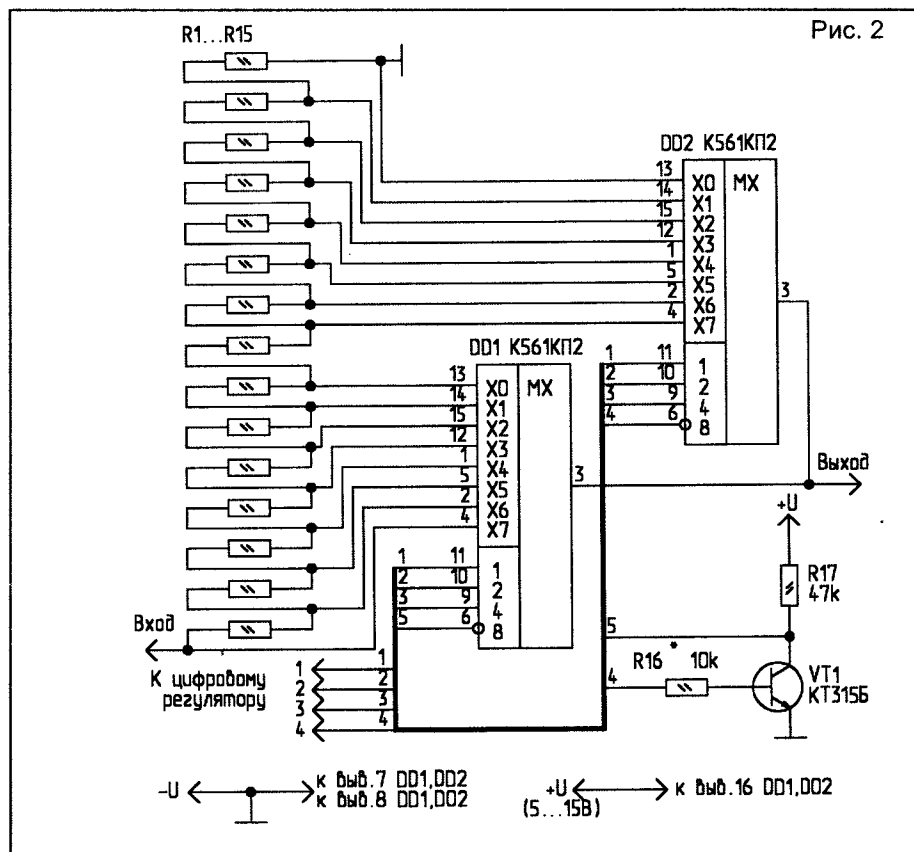 Рис. 2
R1...R15
DD2 К561КП2
13 X0 MX
14 X1
15 X2
12 X3
1 X4
5 X5
2 X6
4 X7
3
1 11 1
2 10 2
3 9 4
4 6 8
DD1 К561КП2
13 X0 MX
14 X1
15 X2
12 X3
1 X4
5 X5
2 X6
4 X7
3
1 11 1
2 10 2
3 9 4
5 6 8
Выход
+U
R17
47k
5
R16 * 10k
4
VT1
КТ315Б
Вход
К цифровому
регулятору
1 1
2 2
3 3
4 4
-U
к выв.7 DD1,DD2
к выв.8 DD1,DD2
+U
(5...15В)
к выв.16 DD1,DD2